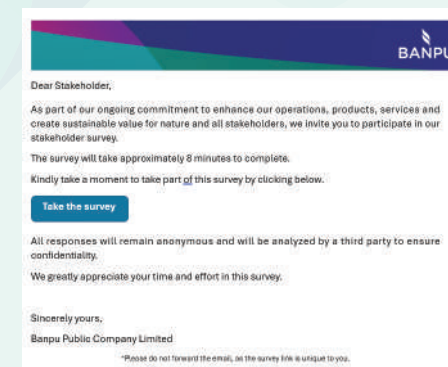 BANPU
Dear Stakeholder,
As part of our ongoing commitment to enhance our operations, products, services and
create sustainable value for nature and all stakeholders, we invite you to participate in our
stakeholder survey.
The survey will take approximately 8 minutes to complete.
Kindly take a moment to take part of this survey by clicking below.
Take the survey
All responses will remain anonymous and will be analyzed by a third party to ensure
confidentiality.
We greatly appreciate your time and effort in this survey.
Sincerely yours,
Banpu Public Company Limited
*Please do not forward the email, as the survey link is unique to you.